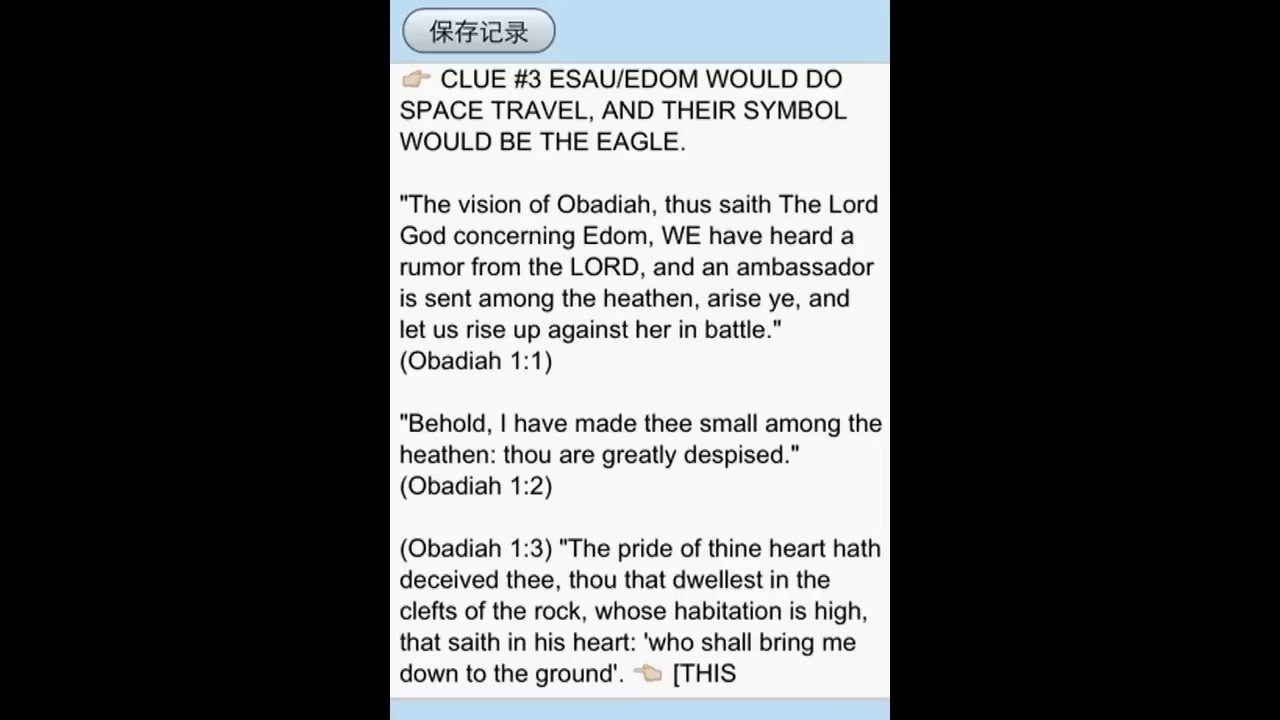 保存记录
👉🏼 CLUE #3 ESAU/EDOM WOULD DO
SPACE TRAVEL, AND THEIR SYMBOL
WOULD BE THE EAGLE.
"The vision of Obadiah, thus saith The Lord
God concerning Edom, WE have heard a
rumor from the LORD, and an ambassador
is sent among the heathen, arise ye, and
let us rise up against her in battle."
(Obadiah 1:1)
"Behold, I have made thee small among the
heathen: thou are greatly despised."
(Obadiah 1:2)
(Obadiah 1:3) "The pride of thine heart hath
deceived thee, thou that dwellest in the
clefts of the rock, whose habitation is high,
that saith in his heart: 'who shall bring me
down to the ground'. 👈🏼 [THIS